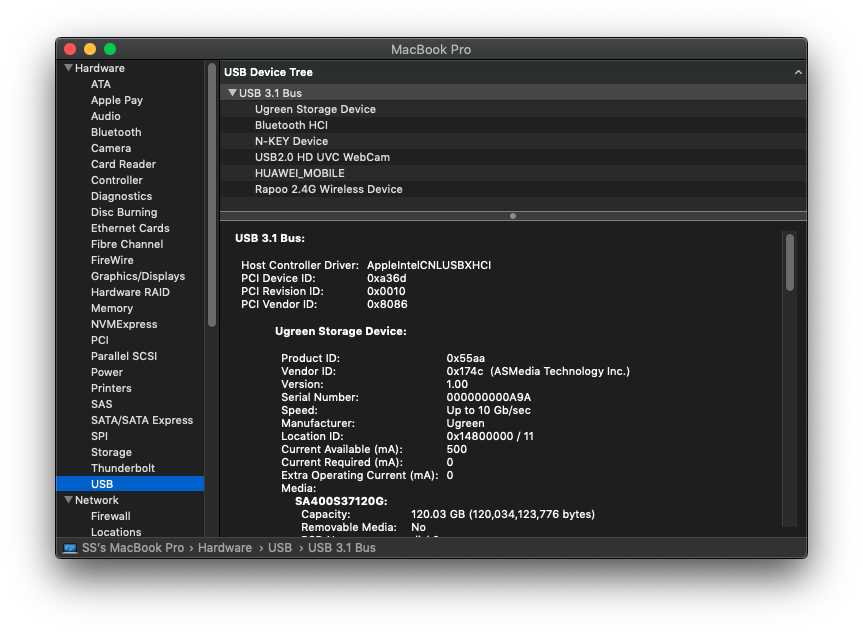 MacBook Pro
Hardware
ATA
Apple Pay
Audio
Bluetooth
Camera
Card Reader
Controller
Diagnostics
Disc Burning
Ethernet Cards
Fibre Channel
FireWire
Graphics/Displays
Hardware RAID
Memory
NVMExpress
PCI
Parallel SCSI
Power
Printers
SAS
SATA/SATA Express
SPI
Storage
Thunderbolt
USB
Network
Firewall
Locations
USB Device Tree
USB 3.1 Bus
Ugreen Storage Device
Bluetooth HCI
N-KEY Device
USB2.0 HD UVC WebCam
HUAWEI_MOBILE
Rapoo 2.4G Wireless Device
USB 3.1 Bus:
Host Controller Driver: AppleIntelCNLUSBXHCI
PCI Device ID: 0xa36d
PCI Revision ID: 0x0010
PCI Vendor ID: 0x8086
Ugreen Storage Device:
Product ID: 0x55aa
Vendor ID: 0x174c (ASMedia Technology Inc.)
Version: 1.00
Serial Number: 000000000A9A
Speed: Up to 10 Gb/sec
Manufacturer: Ugreen
Location ID: 0x14800000 / 11
Current Available (mA): 500
Current Required (mA): 0
Extra Operating Current (mA): 0
Media:
SA400S37120G:
Capacity: 120.03 GB (120,034,123,776 bytes)
Removable Media: No
SS's MacBook Pro › Hardware › USB › USB 3.1 Bus